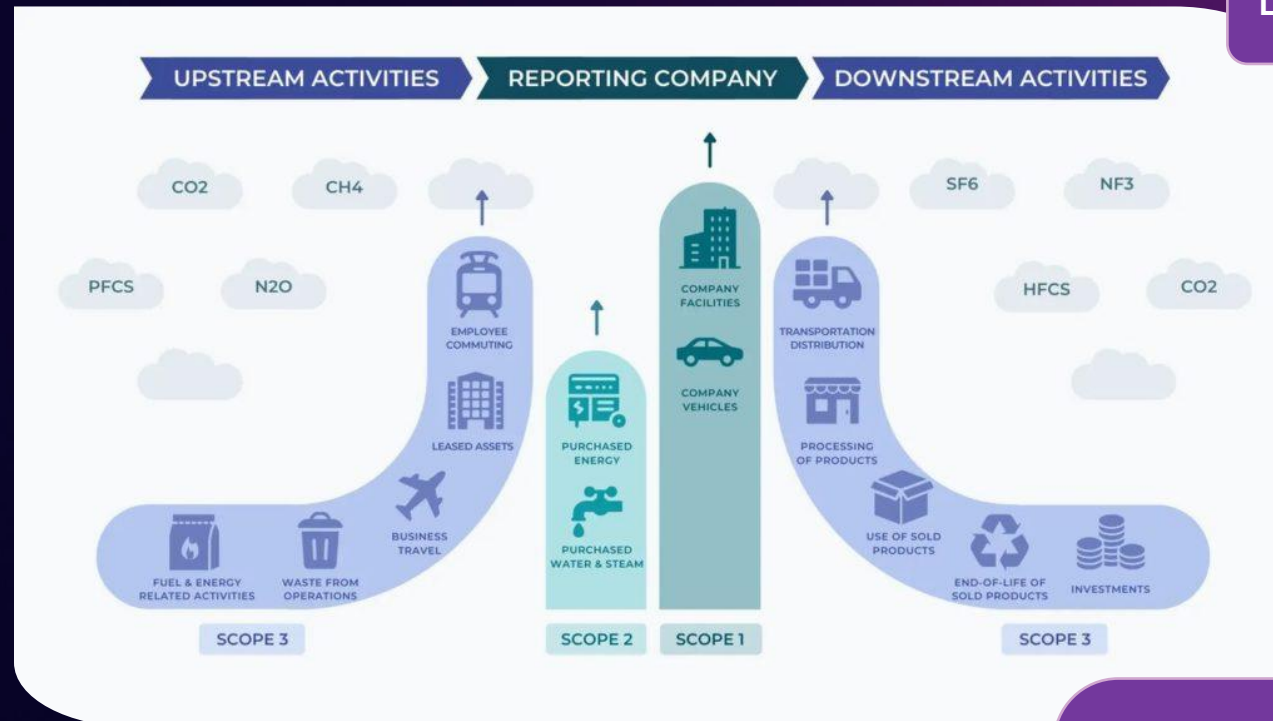 UPSTREAM ACTIVITIES
REPORTING COMPANY
DOWNSTREAM ACTIVITIES
CO2
CH4
SF6
NF3
PFCS
N2O
HFCS
CO2
EMPLOYEE
COMMUTING
LEASED ASSETS
BUSINESS
TRAVEL
FUEL & ENERGY
RELATED ACTIVITIES
WASTE FROM
OPERATIONS
SCOPE 3
PURCHASED
ENERGY
PURCHASED
WATER & STEAM
SCOPE 2
COMPANY
FACILITIES
COMPANY
VEHICLES
SCOPE 1
TRANSPORTATION
DISTRIBUTION
PROCESSING
OF PRODUCTS
USE OF SOLD
PRODUCTS
END-OF-LIFE OF
SOLD PRODUCTS
INVESTMENTS
SCOPE 3